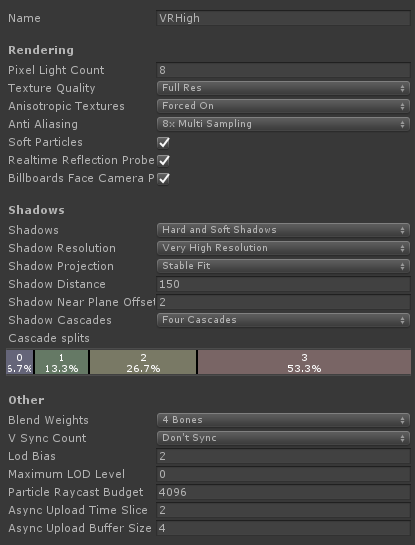 Name VRHigh
Rendering
Pixel Light Count 8
Texture Quality Full Res
Anisotropic Textures Forced On
Anti Aliasing 8x Multi Sampling
Soft Particles
Realtime Reflection Probe
Billboards Face Camera P
Shadows
Shadows Hard and Soft Shadows
Shadow Resolution Very High Resolution
Shadow Projection Stable Fit
Shadow Distance 150
Shadow Near Plane Offset 2
Shadow Cascades Four Cascades
Cascade splits
0 1 2 3
6.7% 13.3% 26.7% 53.3%
Other
Blend Weights 4 Bones
V Sync Count Don't Sync
Lod Bias 2
Maximum LOD Level 0
Particle Raycast Budget 4096
Async Upload Time Slice 2
Async Upload Buffer Size 4